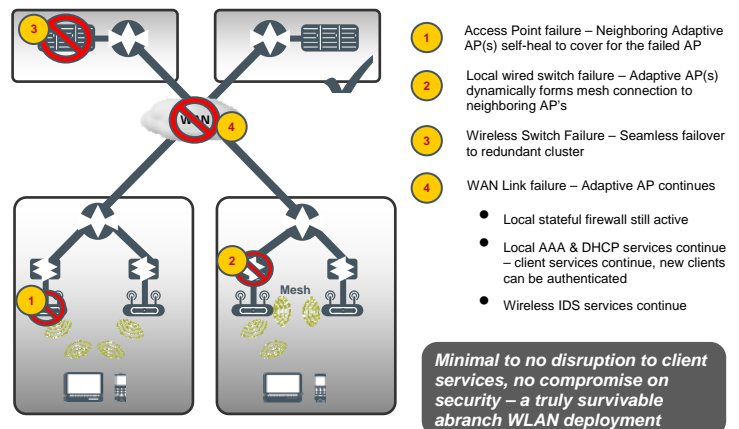 3
1
Access Point failure – Neighboring Adaptive
AP(s) self-heal to cover for the failed AP
2
Local wired switch failure – Adaptive AP(s)
dynamically forms mesh connection to
neighboring AP's
WAN
4
3
Wireless Switch Failure – Seamless failover
to redundant cluster
4
WAN Link failure – Adaptive AP continues
• Local stateful firewall still active
• Local AAA & DHCP services continue
– client services continue, new clients
can be authenticated
• Wireless IDS services continue
2
1
Mesh
Minimal to no disruption to client
services, no compromise on
security – a truly survivable
abranch WLAN deployment